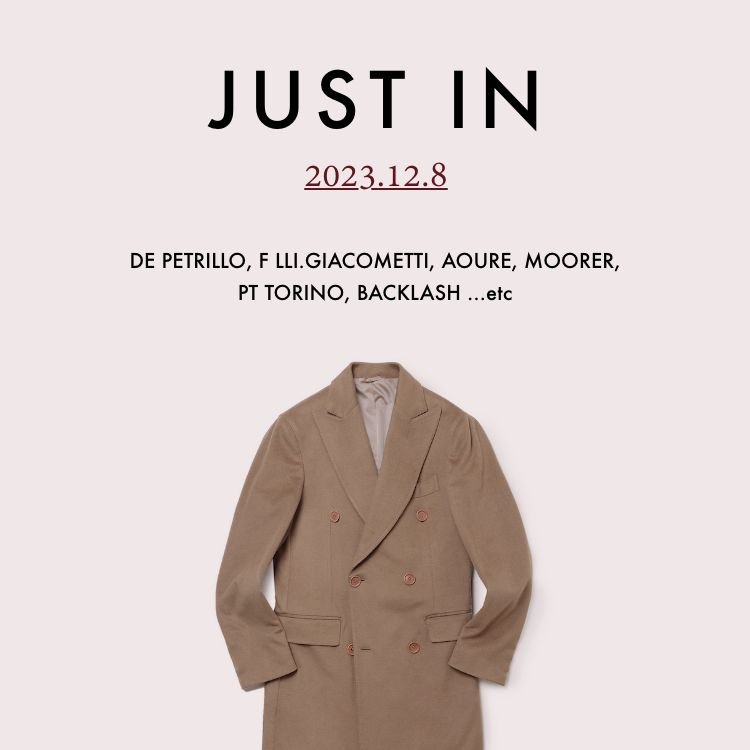 JUST IN
2023.12.8
DE PETRILLO, F LLI.GIACOMETTI, AOURE, MOORER,
PT TORINO, BACKLASH ...etc